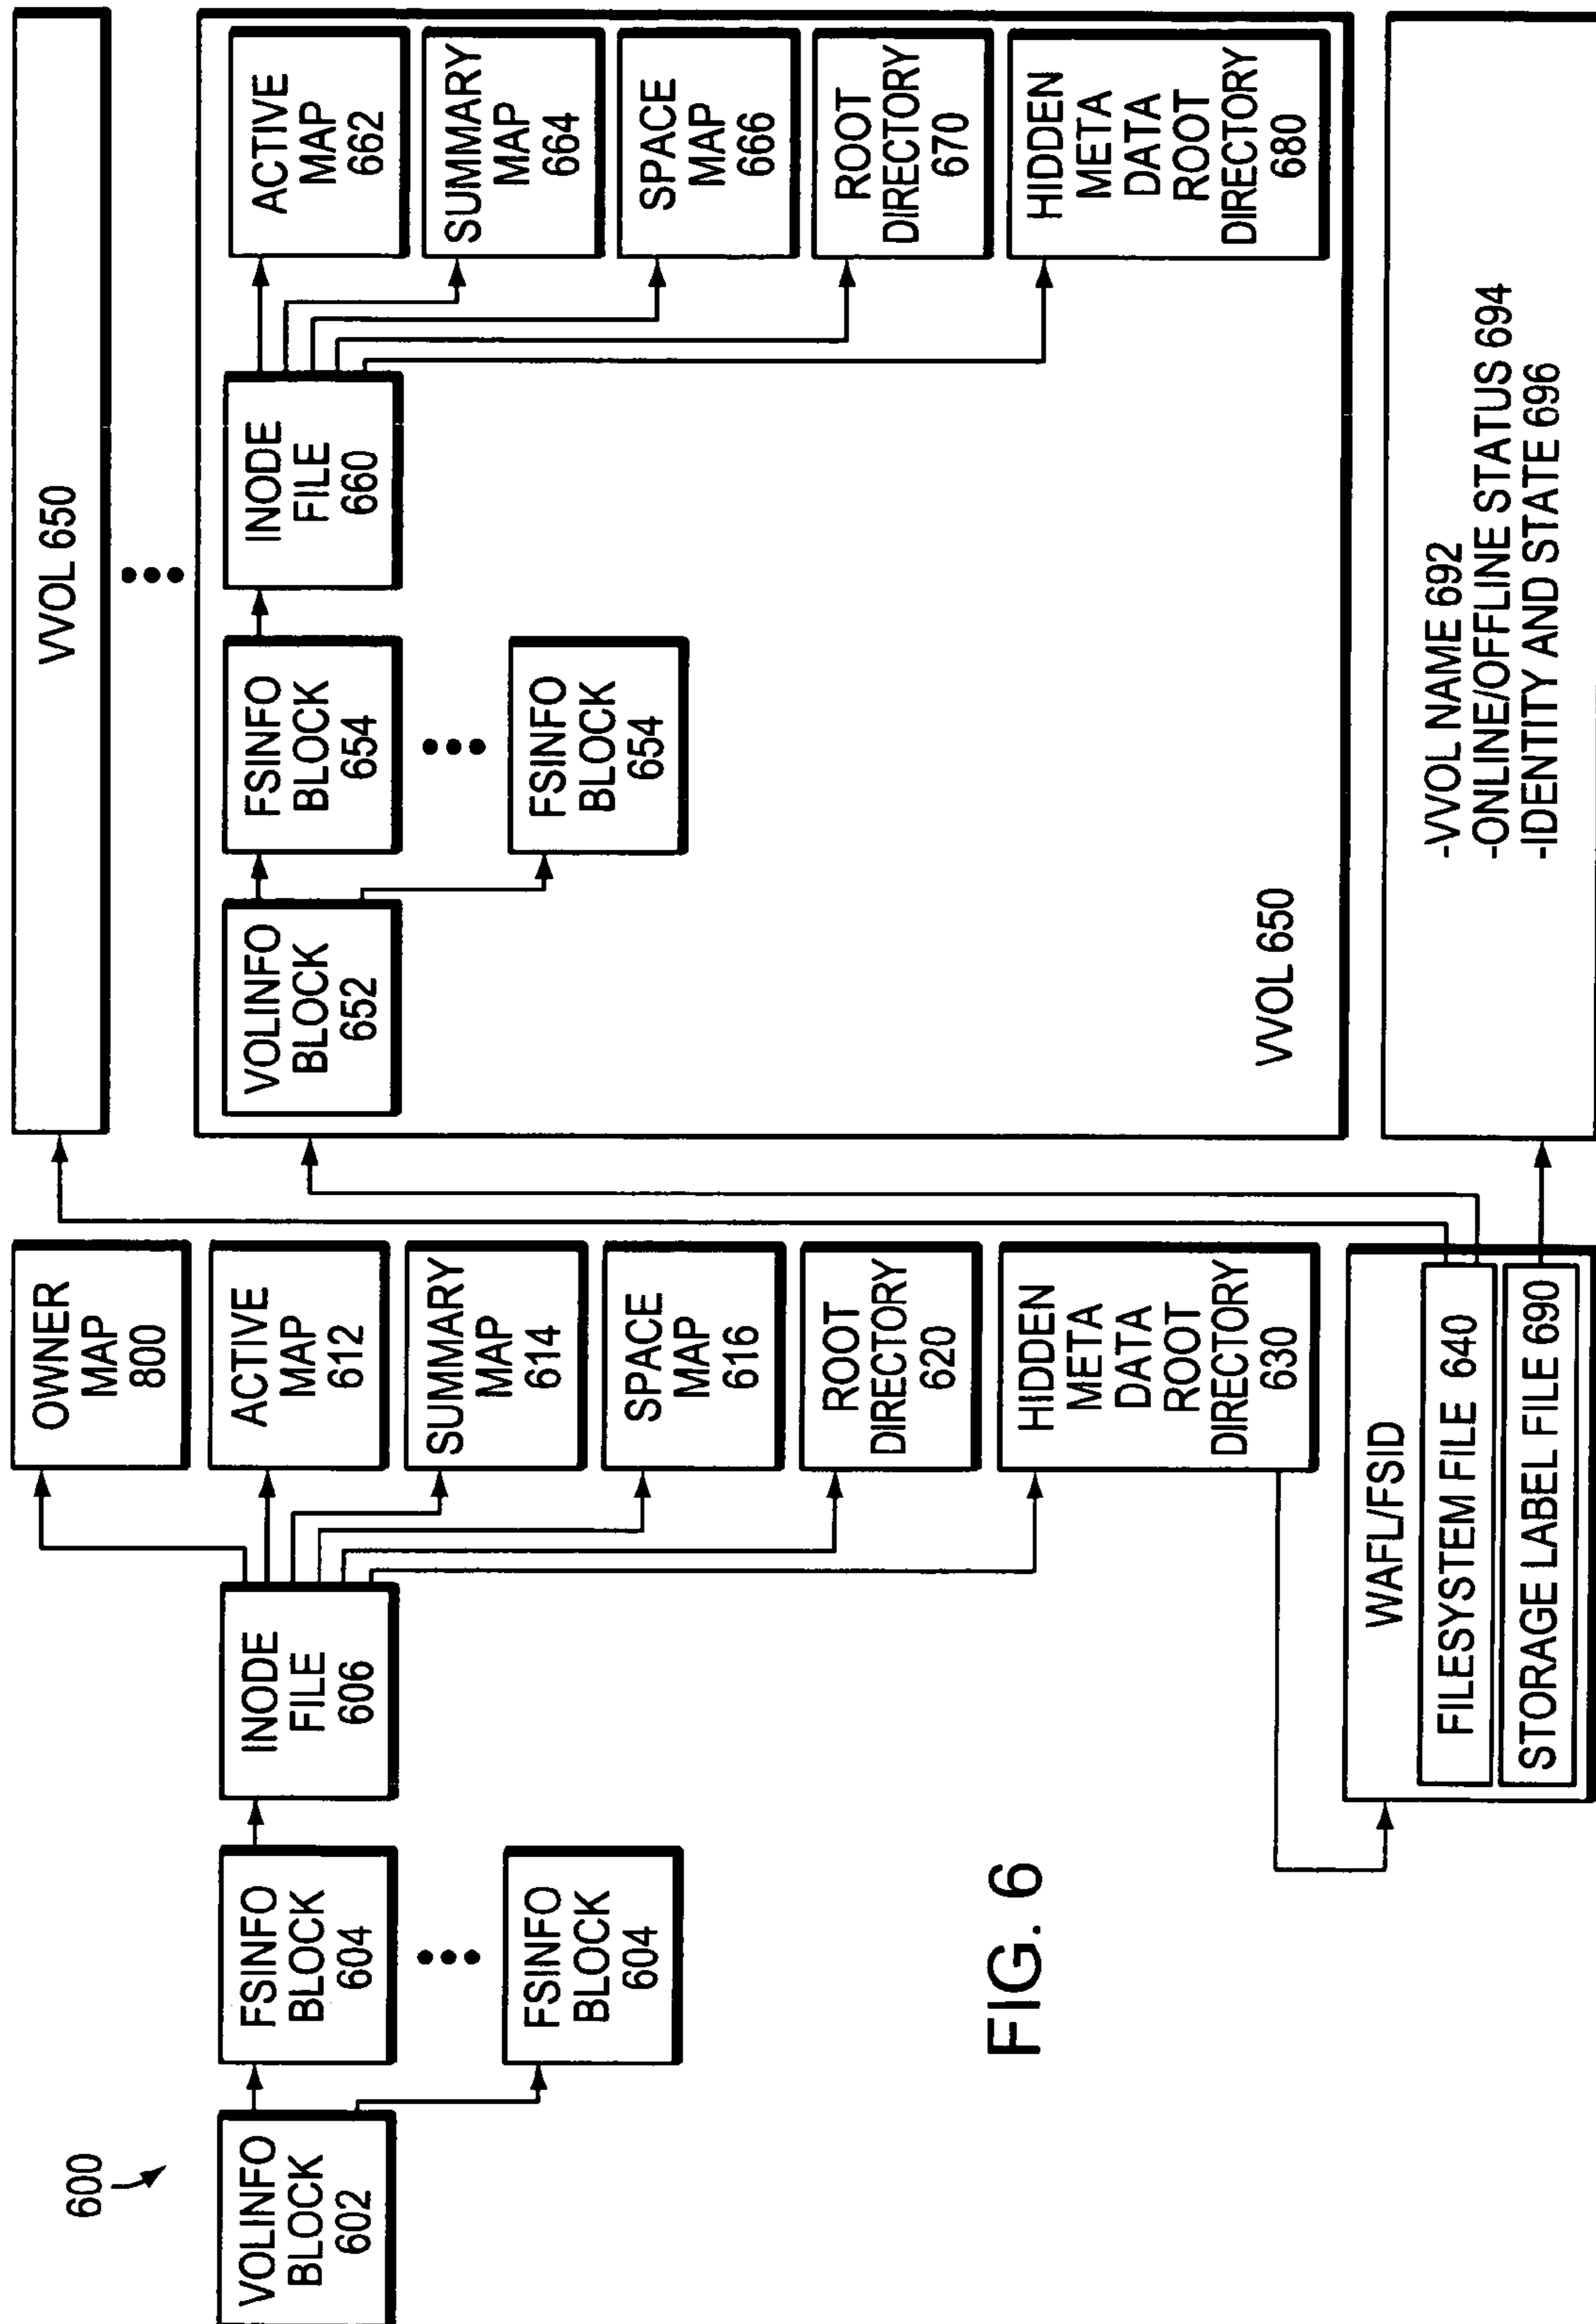 600
VOLINFO
BLOCK
602
FSINFO
BLOCK
604
FSINFO
BLOCK
604
INODE
FILE
606
OWNER
MAP
800
ACTIVE
MAP
612
SUMMARY
MAP
614
SPACE
MAP
616
ROOT
DIRECTORY
620
HIDDEN
META
DATA
ROOT
DIRECTORY
630
WAFL/FSID
FILESYSTEM FILE 640
STORAGE LABEL FILE 690
VVOL 650
VOLINFO
BLOCK
652
FSINFO
BLOCK
654
FSINFO
BLOCK
654
INODE
FILE
660
ACTIVE
MAP
662
SUMMARY
MAP
664
SPACE
MAP
666
ROOT
DIRECTORY
670
HIDDEN
META
DATA
ROOT
DIRECTORY
680
VVOL 650
-VVOL NAME 692
-ONLINE/OFFLINE STATUS 694
-IDENTITY AND STATE 696
FIG. 6